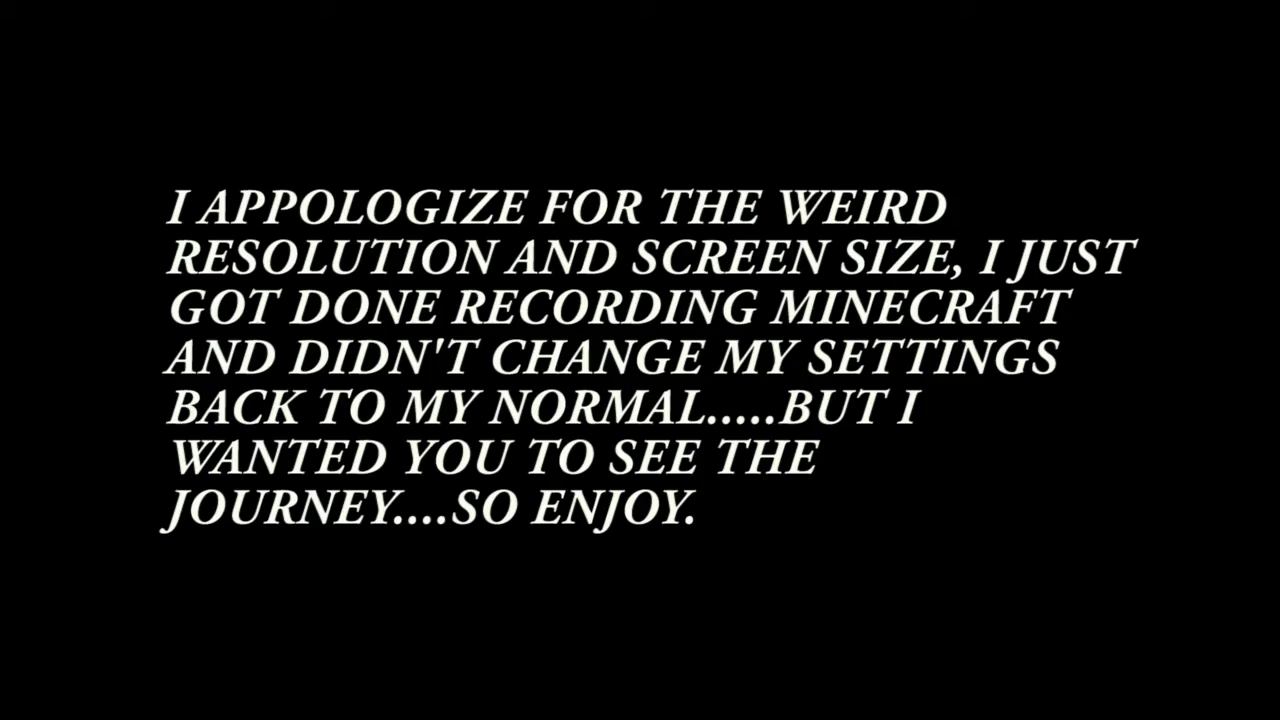 I APPOLOGIZE FOR THE WEIRD
RESOLUTION AND SCREEN SIZE, I JUST
GOT DONE RECORDING MINECRAFT
AND DIDN'T CHANGE MY SETTINGS
BACK TO MY NORMAL.....BUT I
WANTED YOU TO SEE THE
JOURNEY....SO ENJOY.